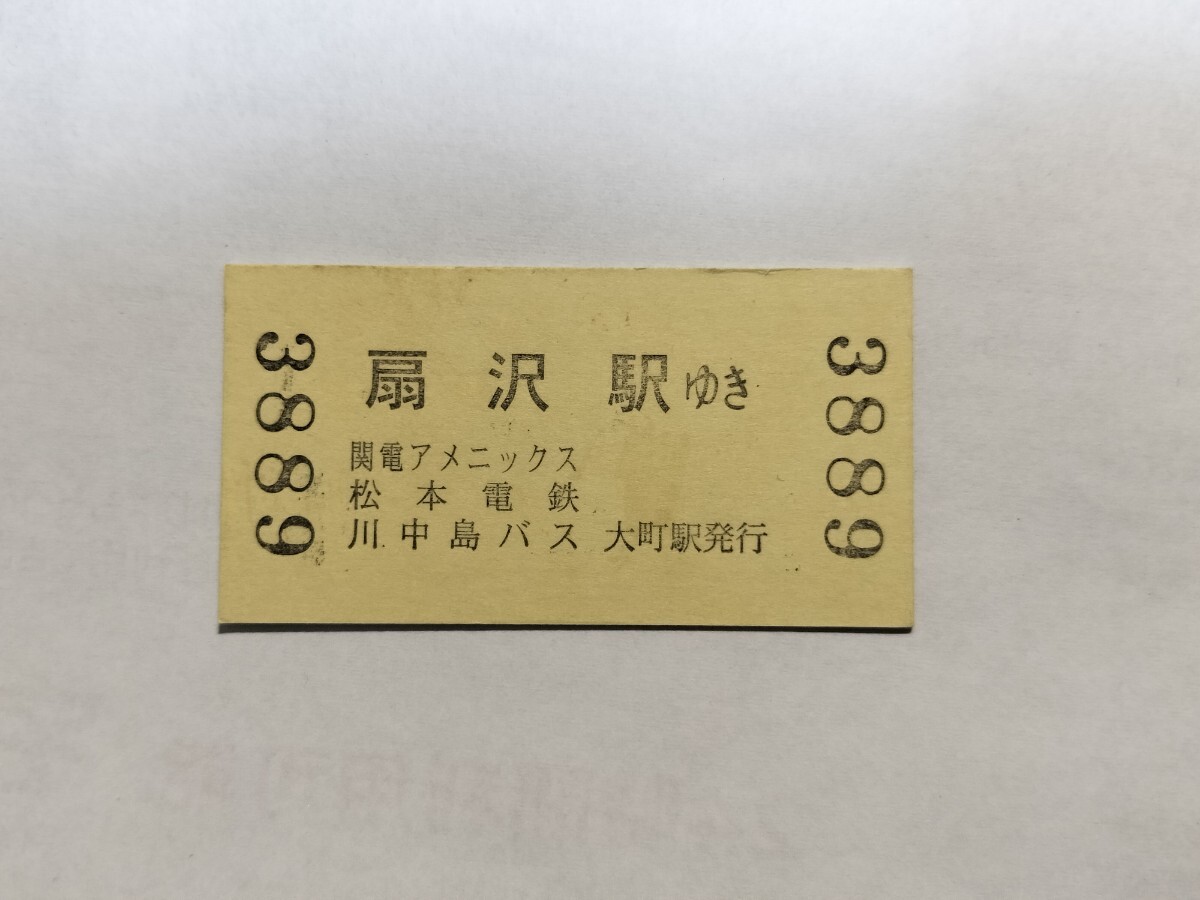 3889
扇沢駅ゆき
関電アメニックス
松本電鉄
川中島バス 大町駅発行
3889